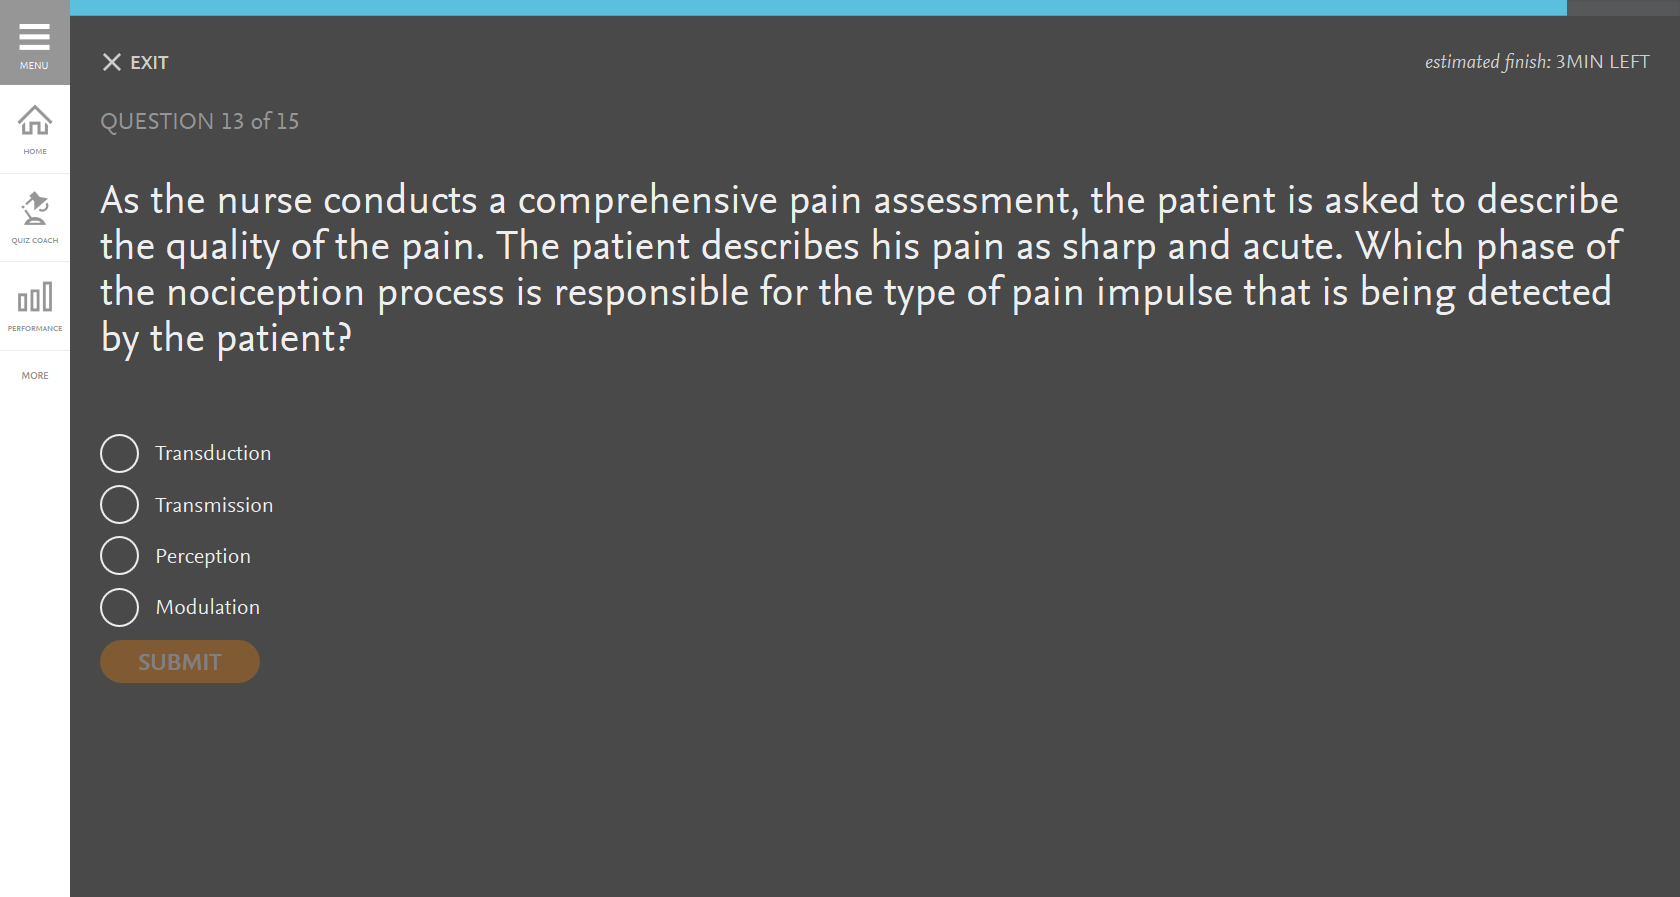 MENU
EXIT
estimated finish: 3MIN LEFT
HOME
QUIZ COACH
PERFORMANCE
MORE
QUESTION 13 of 15
As the nurse conducts a comprehensive pain assessment, the patient is asked to describe
the quality of the pain. The patient describes his pain as sharp and acute. Which phase of
the nociception process is responsible for the type of pain impulse that is being detected
by the patient?
Transduction
Transmission
Perception
Modulation
SUBMIT